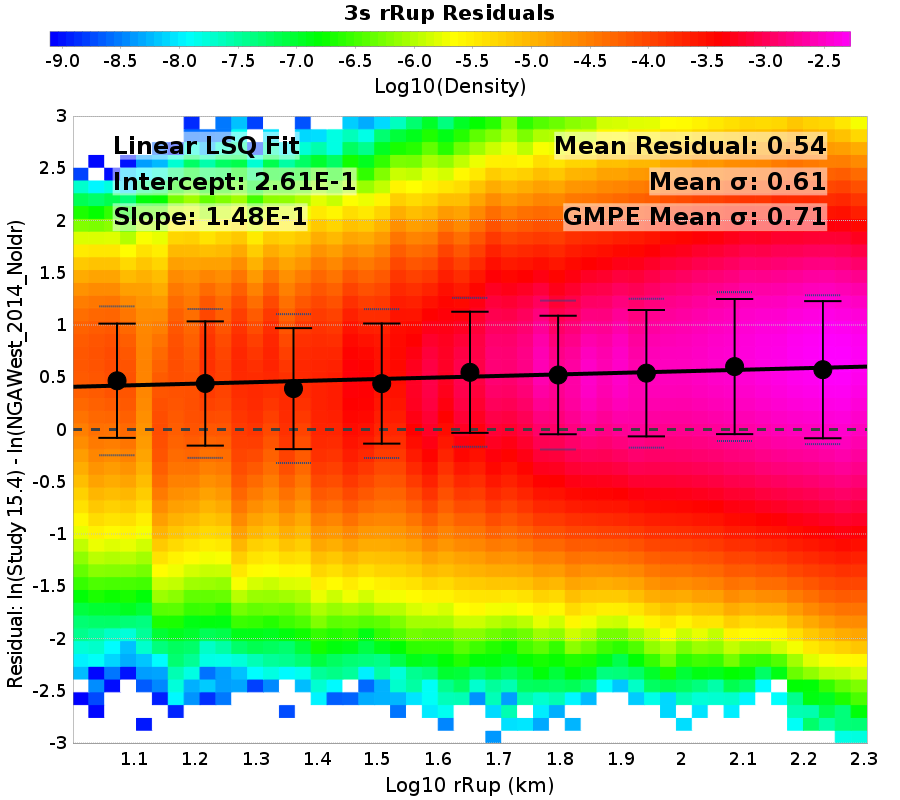 3s rRup Residuals
-9.0 -8.5 -8.0 -7.5 -7.0 -6.5 -6.0 -5.5 -5.0 -4.5 -4.0 -3.5 -3.0 -2.5
Log10(Density)
Linear LSQ Fit
Intercept: 2.61E-1
Slope: 1.48E-1
Mean Residual: 0.54
Mean σ: 0.61
GMPE Mean σ: 0.71
Residual: ln(Study 15.4) - ln(NGAWest_2014_NoIdr)
3
2.5
2
1.5
1
0.5
0
-0.5
-1
-1.5
-2
-2.5
-3
1.1 1.2 1.3 1.4 1.5 1.6 1.7 1.8 1.9 2 2.1 2.2 2.3
Log10 rRup (km)